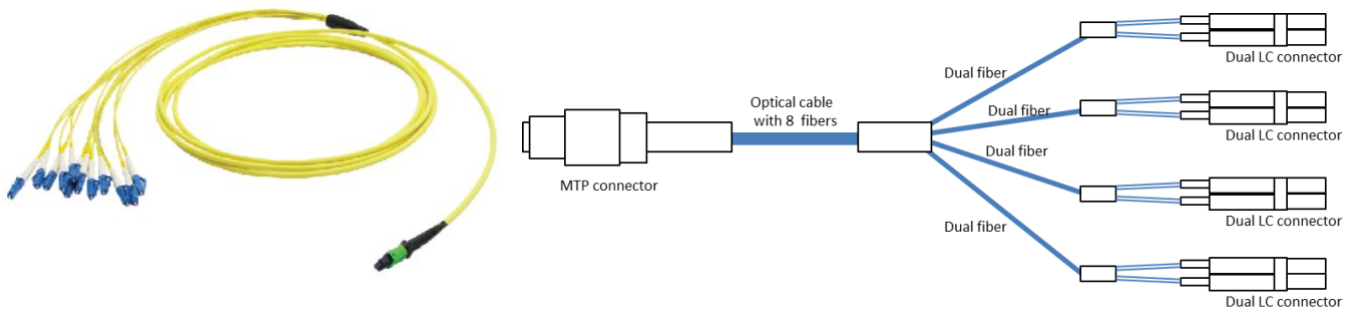 Dual LC connector
Dual fiber
Optical cable
with 8 fibers
Dual fiber
Dual LC connector
Dual fiber
MTP connector
Dual LC connector
Dual fiber
Dual LC connector